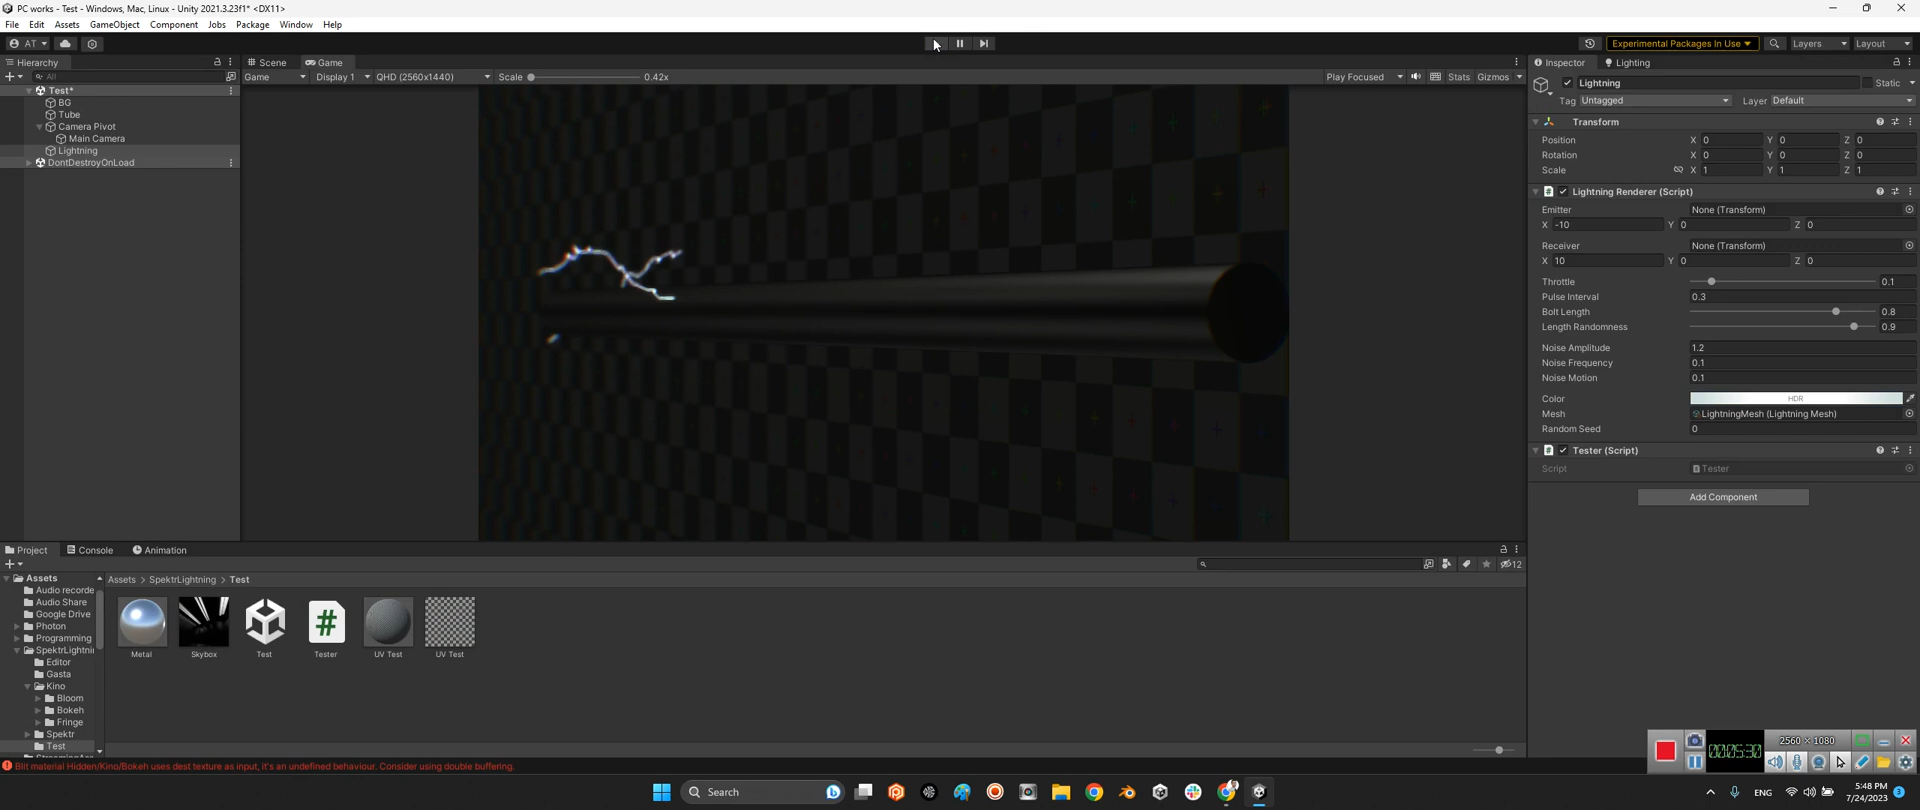 PC works - Test - Windows, Mac, Linux - Unity 2021.3.23f1* <DX11>
File Edit Assets GameObject Component Jobs Package Window Help
AT Experimental Packages In Use Layers Layout
Hierarchy Scene Game Inspector Lighting
All Game Display 1 QHD (2560x1440) Scale 0.42x Play Focused Stats Gizmos
Test*
BG
Tube
Camera Pivot
Main Camera
Lightning
DontDestroyOnLoad
Lightning Static
Tag Untagged Layer Default
Transform
Position X 0 Y 0 Z 0
Rotation X 0 Y 0 Z 0
Scale X 1 Y 1 Z 1
Lightning Renderer (Script)
Emitter None (Transform)
X -10 Y 0 Z 0
Receiver None (Transform)
X 10 Y 0 Z 0
Throttle 0.1
Pulse Interval 0.3
Bolt Length 0.8
Length Randomness 0.9
Noise Amplitude 1.2
Noise Frequency 0.1
Noise Motion 0.1
Color HDR
Mesh LightningMesh (Lightning Mesh)
Random Seed 0
Tester (Script)
Script Tester
Add Component
Project Console Animation
12
Assets
Audio recorde
Audio Share
Google Drive
Photon
Programming
SpektrLightni
Editor
Gasta
Kino
Bloom
Bokeh
Fringe
Spektr
Test
Assets > SpektrLightning > Test
Metal Skybox Test Tester UV Test UV Test
Blit material Hidden/Kino/Bokeh uses dest texture as input, it's an undefined behaviour. Consider using double buffering.
2560 × 1080
00:05:30
Search
ENG
5:48 PM
7/24/2023
3